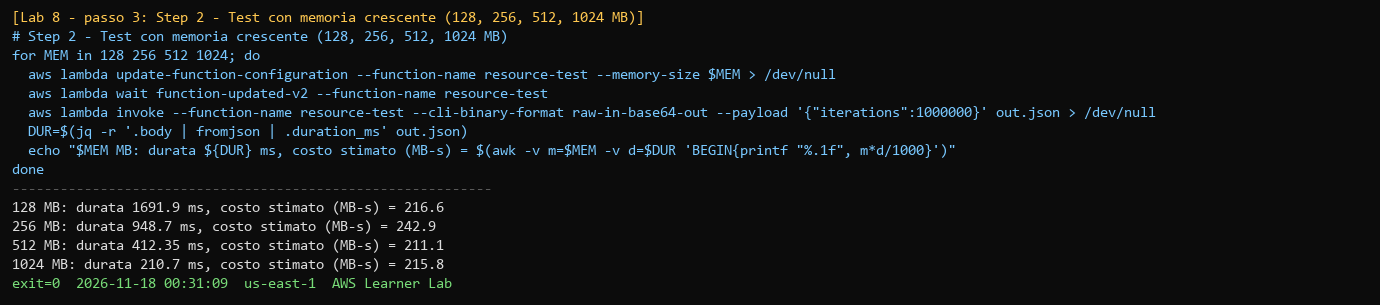 [Lab 8 - passo 3: Step 2 - Test con memoria crescente (128, 256, 512, 1024 MB)]
# Step 2 - Test con memoria crescente (128, 256, 512, 1024 MB)
for MEM in 128 256 512 1024; do
  aws lambda update-function-configuration --function-name resource-test --memory-size $MEM > /dev/null
  aws lambda wait function-updated-v2 --function-name resource-test
  aws lambda invoke --function-name resource-test --cli-binary-format raw-in-base64-out --payload '{"iterations":1000000}' out.json > /dev/null
  DUR=$(jq -r '.body | fromjson | .duration_ms' out.json)
  echo "$MEM MB: durata ${DUR} ms, costo stimato (MB-s) = $(awk -v m=$MEM -v d=$DUR 'BEGIN{printf "%.1f", m*d/1000}')"
done
------------------------------------------------------------
128 MB: durata 1691.9 ms, costo stimato (MB-s) = 216.6
256 MB: durata 948.7 ms, costo stimato (MB-s) = 242.9
512 MB: durata 412.35 ms, costo stimato (MB-s) = 211.1
1024 MB: durata 210.7 ms, costo stimato (MB-s) = 215.8
exit=0  2026-11-18 00:31:09  us-east-1  AWS Learner Lab